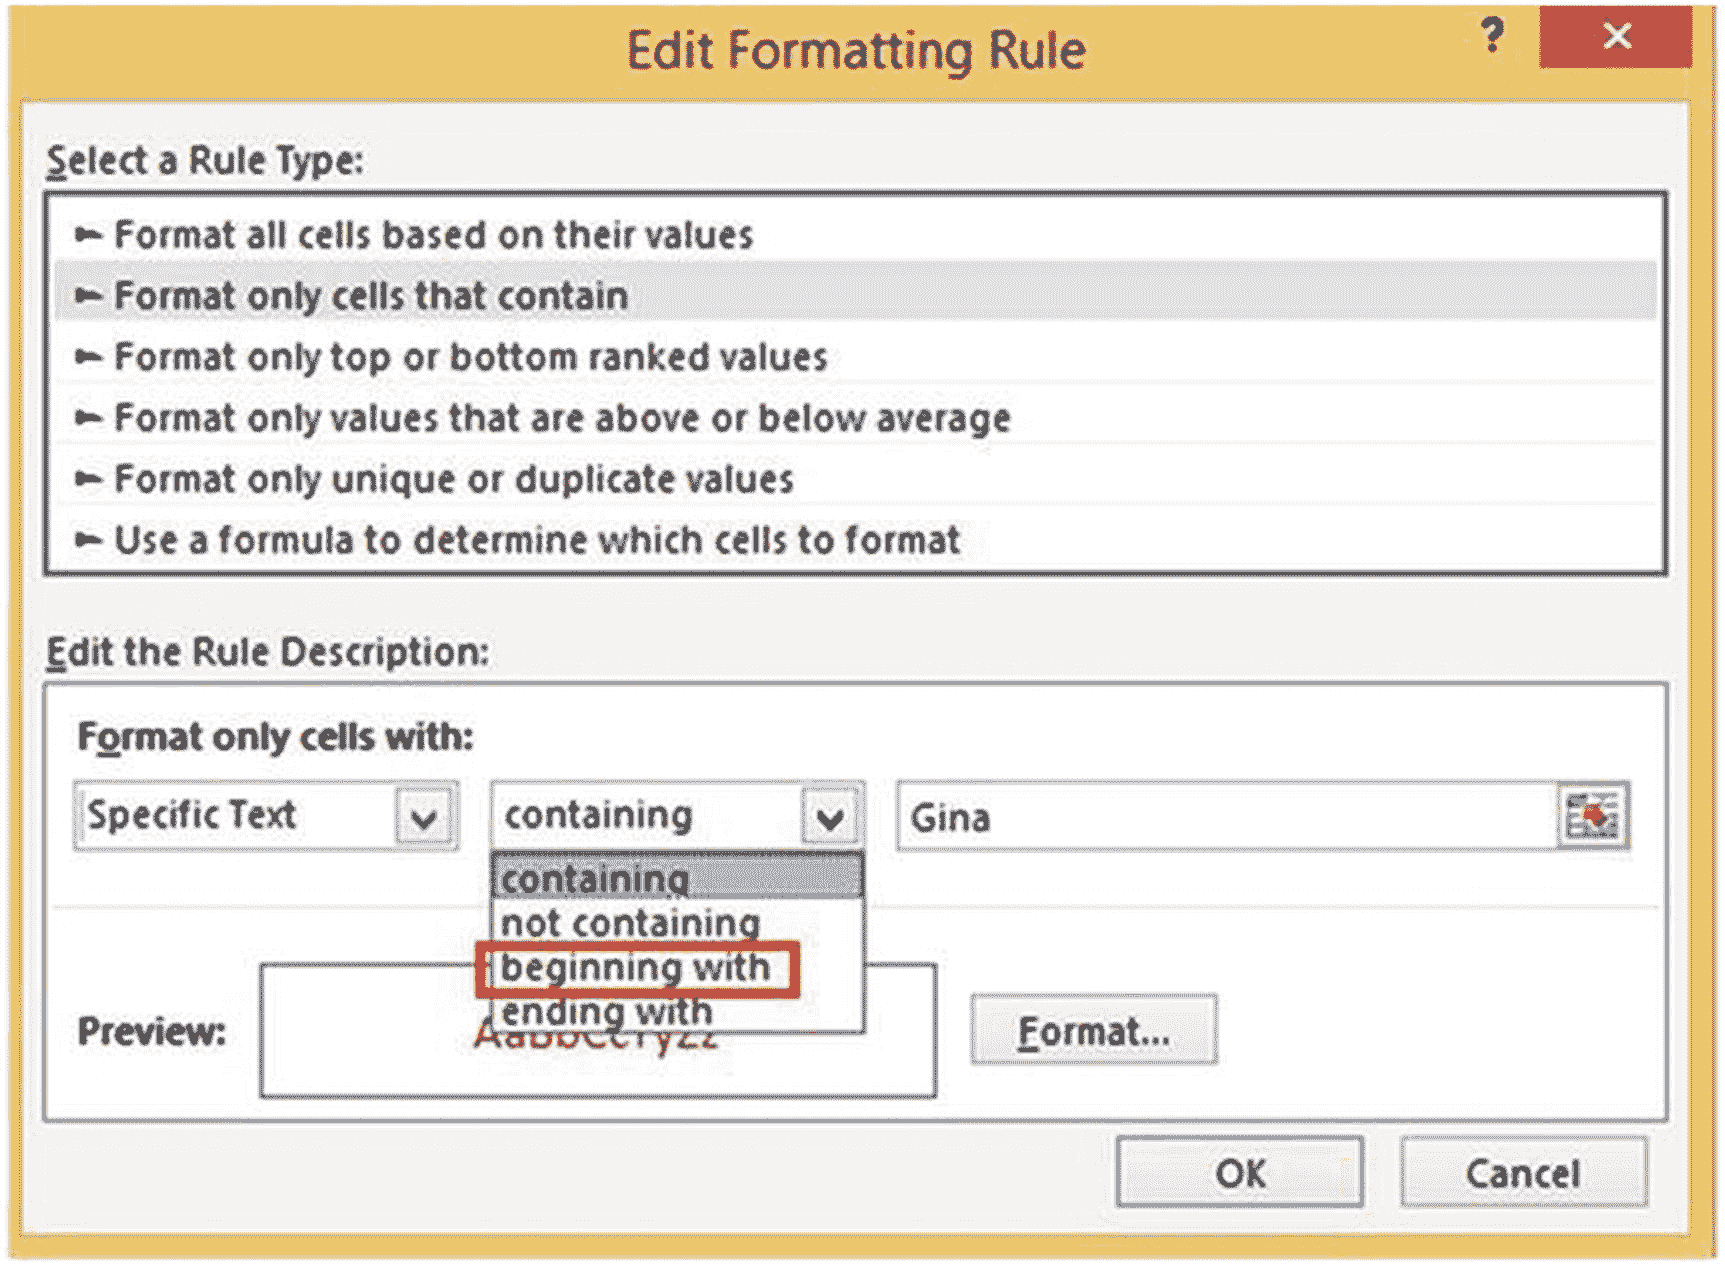 Edit Formatting Rule
?
Select a Rule Type:
► Format all cells based on their values
► Format only cells that contain
► Format only top or bottom ranked values
► Format only values that are above or below average
► Format only unique or duplicate values
► Use a formula to determine which cells to format
Edit the Rule Description:
Format only cells with:
Specific Text containing Gina
containing
not containing
beginning with
ending with
Preview: AaBbCcYyZz Format...
OK Cancel